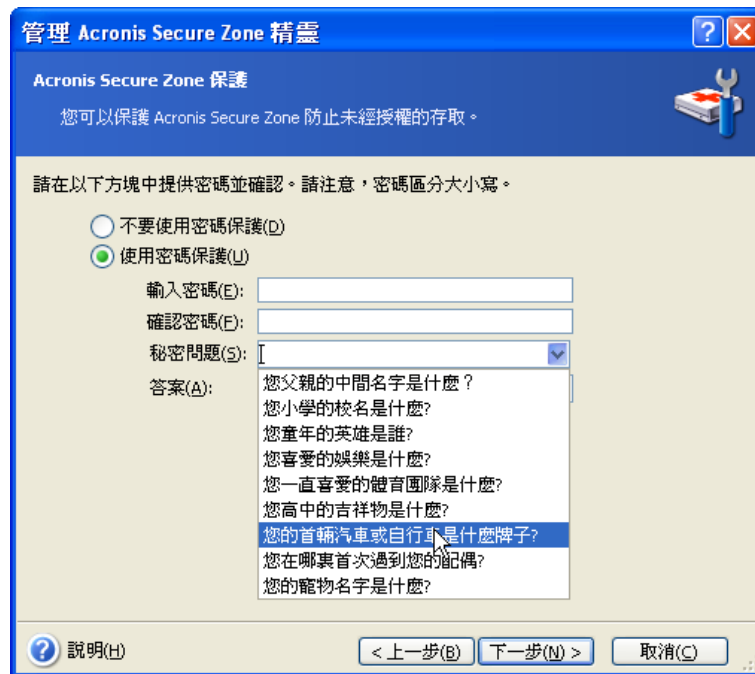 管理 Acronis Secure Zone 精靈
Acronis Secure Zone 保護
您可以保護 Acronis Secure Zone 防止未經授權的存取。
請在以下方塊中提供密碼並確認。請注意，密碼區分大小寫。
不要使用密碼保護(D)
使用密碼保護(U)
輸入密碼(E):
確認密碼(F):
秘密問題(S):
答案(A):
您父親的中間名字是什麼？
您小學的校名是什麼?
您童年的英雄是誰?
您喜愛的娛樂是什麼?
您一直喜愛的體育團隊是什麼?
您高中的吉祥物是什麼?
您的首輛汽車或自行車是什麼牌子?
您在哪裏首次遇到您的配偶?
您的寵物名字是什麼?
說明(H)
< 上一步(B)
下一步(N) >
取消(C)